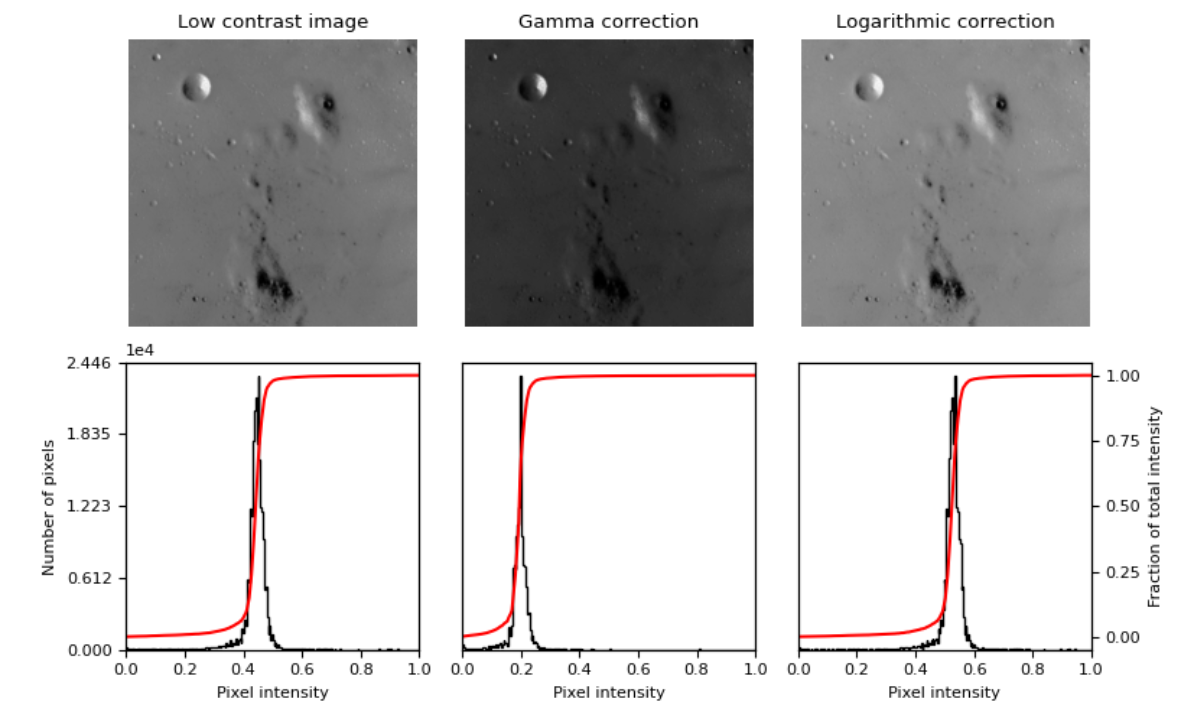 Low contrast image
Gamma correction
Logarithmic correction
1e4
2.446
1.835
1.223
0.612
0.000
Number of pixels
0.0 0.2 0.4 0.6 0.8 1.0
Pixel intensity
0.0 0.2 0.4 0.6 0.8 1.0
Pixel intensity
0.0 0.2 0.4 0.6 0.8 1.0
Pixel intensity
1.00
0.75
0.50
0.25
0.00
Fraction of total intensity